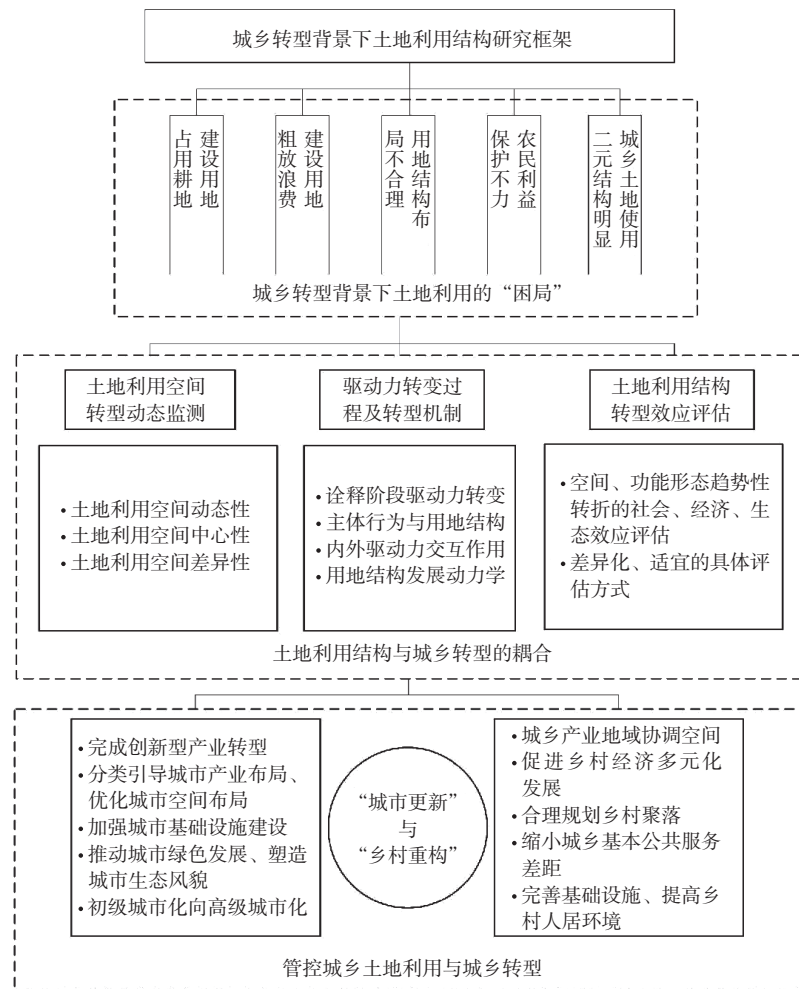 城乡转型背景下土地利用结构研究框架
建设用地
占用耕地
建设用地
粗放浪费
用地结构布
局不合理
农民利益
保护不力
城乡土地使用
二元结构明显
城乡转型背景下土地利用的“困局”
土地利用空间
转型动态监测
驱动力转变过
程及转型机制
土地利用结构
转型效应评估
•土地利用空间动态性
•土地利用空间中心性
•土地利用空间差异性
•诠释阶段驱动力转变
•主体行为与用地结构
•内外驱动力交互作用
•用地结构发展动力学
•空间、功能形态趋势性
转折的社会、经济、生
态效应评估
•差异化、适宜的具体评
估方式
土地利用结构与城乡转型的耦合
•完成创新型产业转型
•分类引导城市产业布局、
优化城市空间布局
•加强城市基础设施建设
•推动城市绿色发展、塑造
城市生态风貌
•初级城市化向高级城市化
“城市更新”
与
“乡村重构”
•城乡产业地域协调空间
•促进乡村经济多元化
发展
•合理规划乡村聚落
•缩小城乡基本公共服务
差距
•完善基础设施、提高乡
村人居环境
管控城乡土地利用与城乡转型